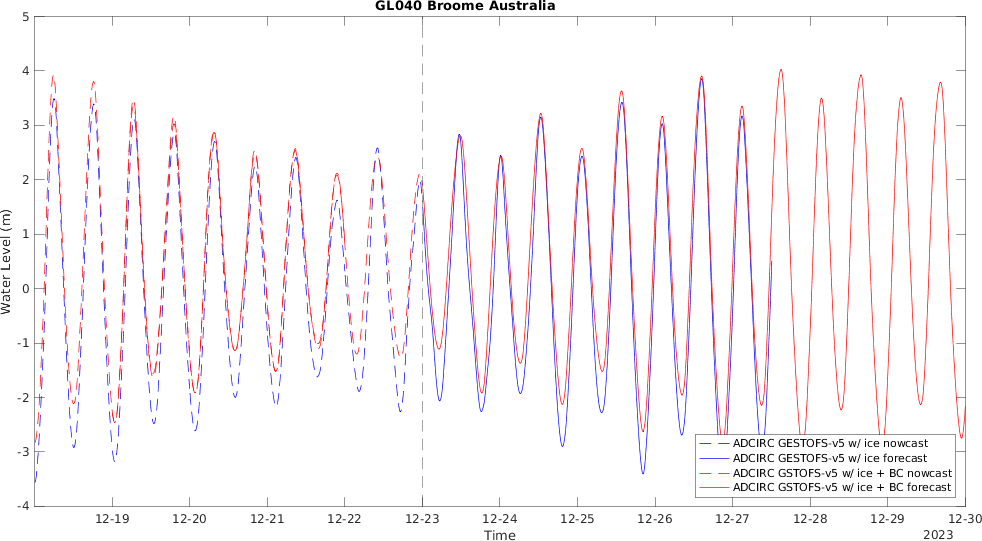 GL040 Broome Australia
5
4
3
2
1
0
-1
-2
-3
-4
Water Level (m)
ADCIRC GESTOFS-v5 w/ ice nowcast
ADCIRC GESTOFS-v5 w/ ice forecast
ADCIRC GSTOFS-v5 w/ ice + BC nowcast
ADCIRC GSTOFS-v5 w/ ice + BC forecast
12-19 12-20 12-21 12-22 12-23 12-24 12-25 12-26 12-27 12-28 12-29 12-30
Time
2023